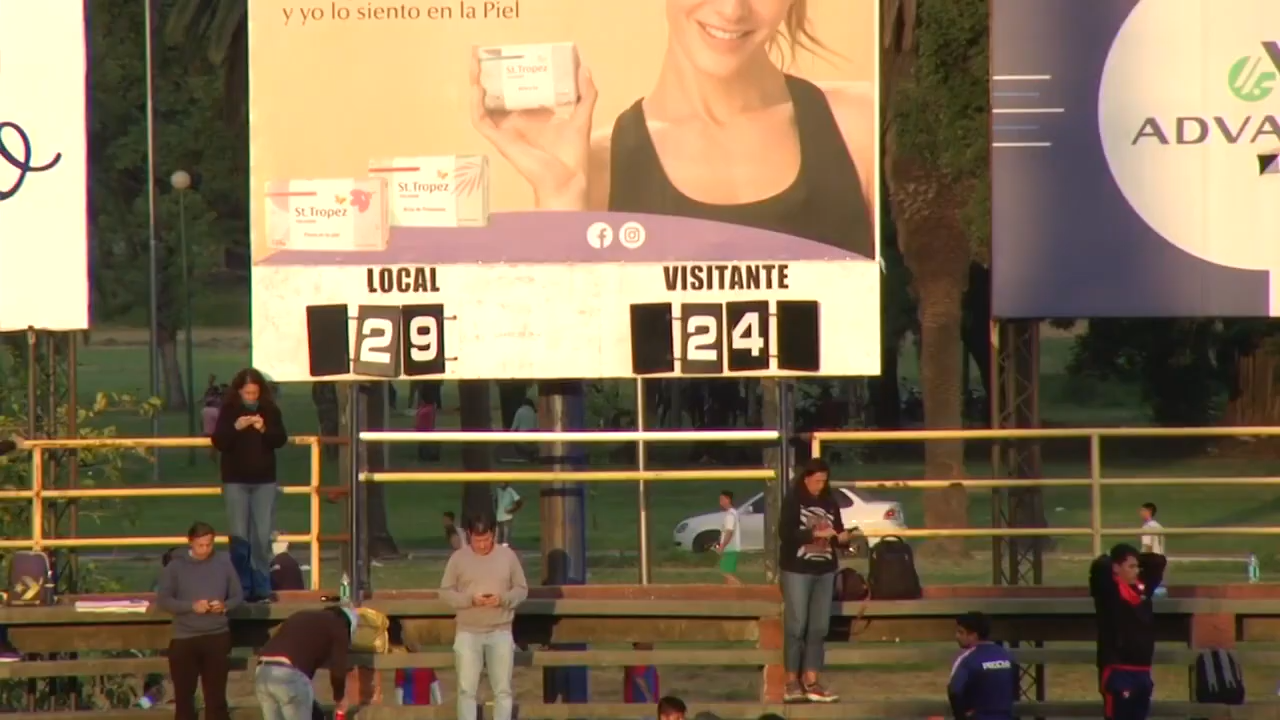 y yo lo siento en la Piel
St.Tropez
St.Tropez
St.Tropez
ADVA
LOCAL
VISITANTE
29
24